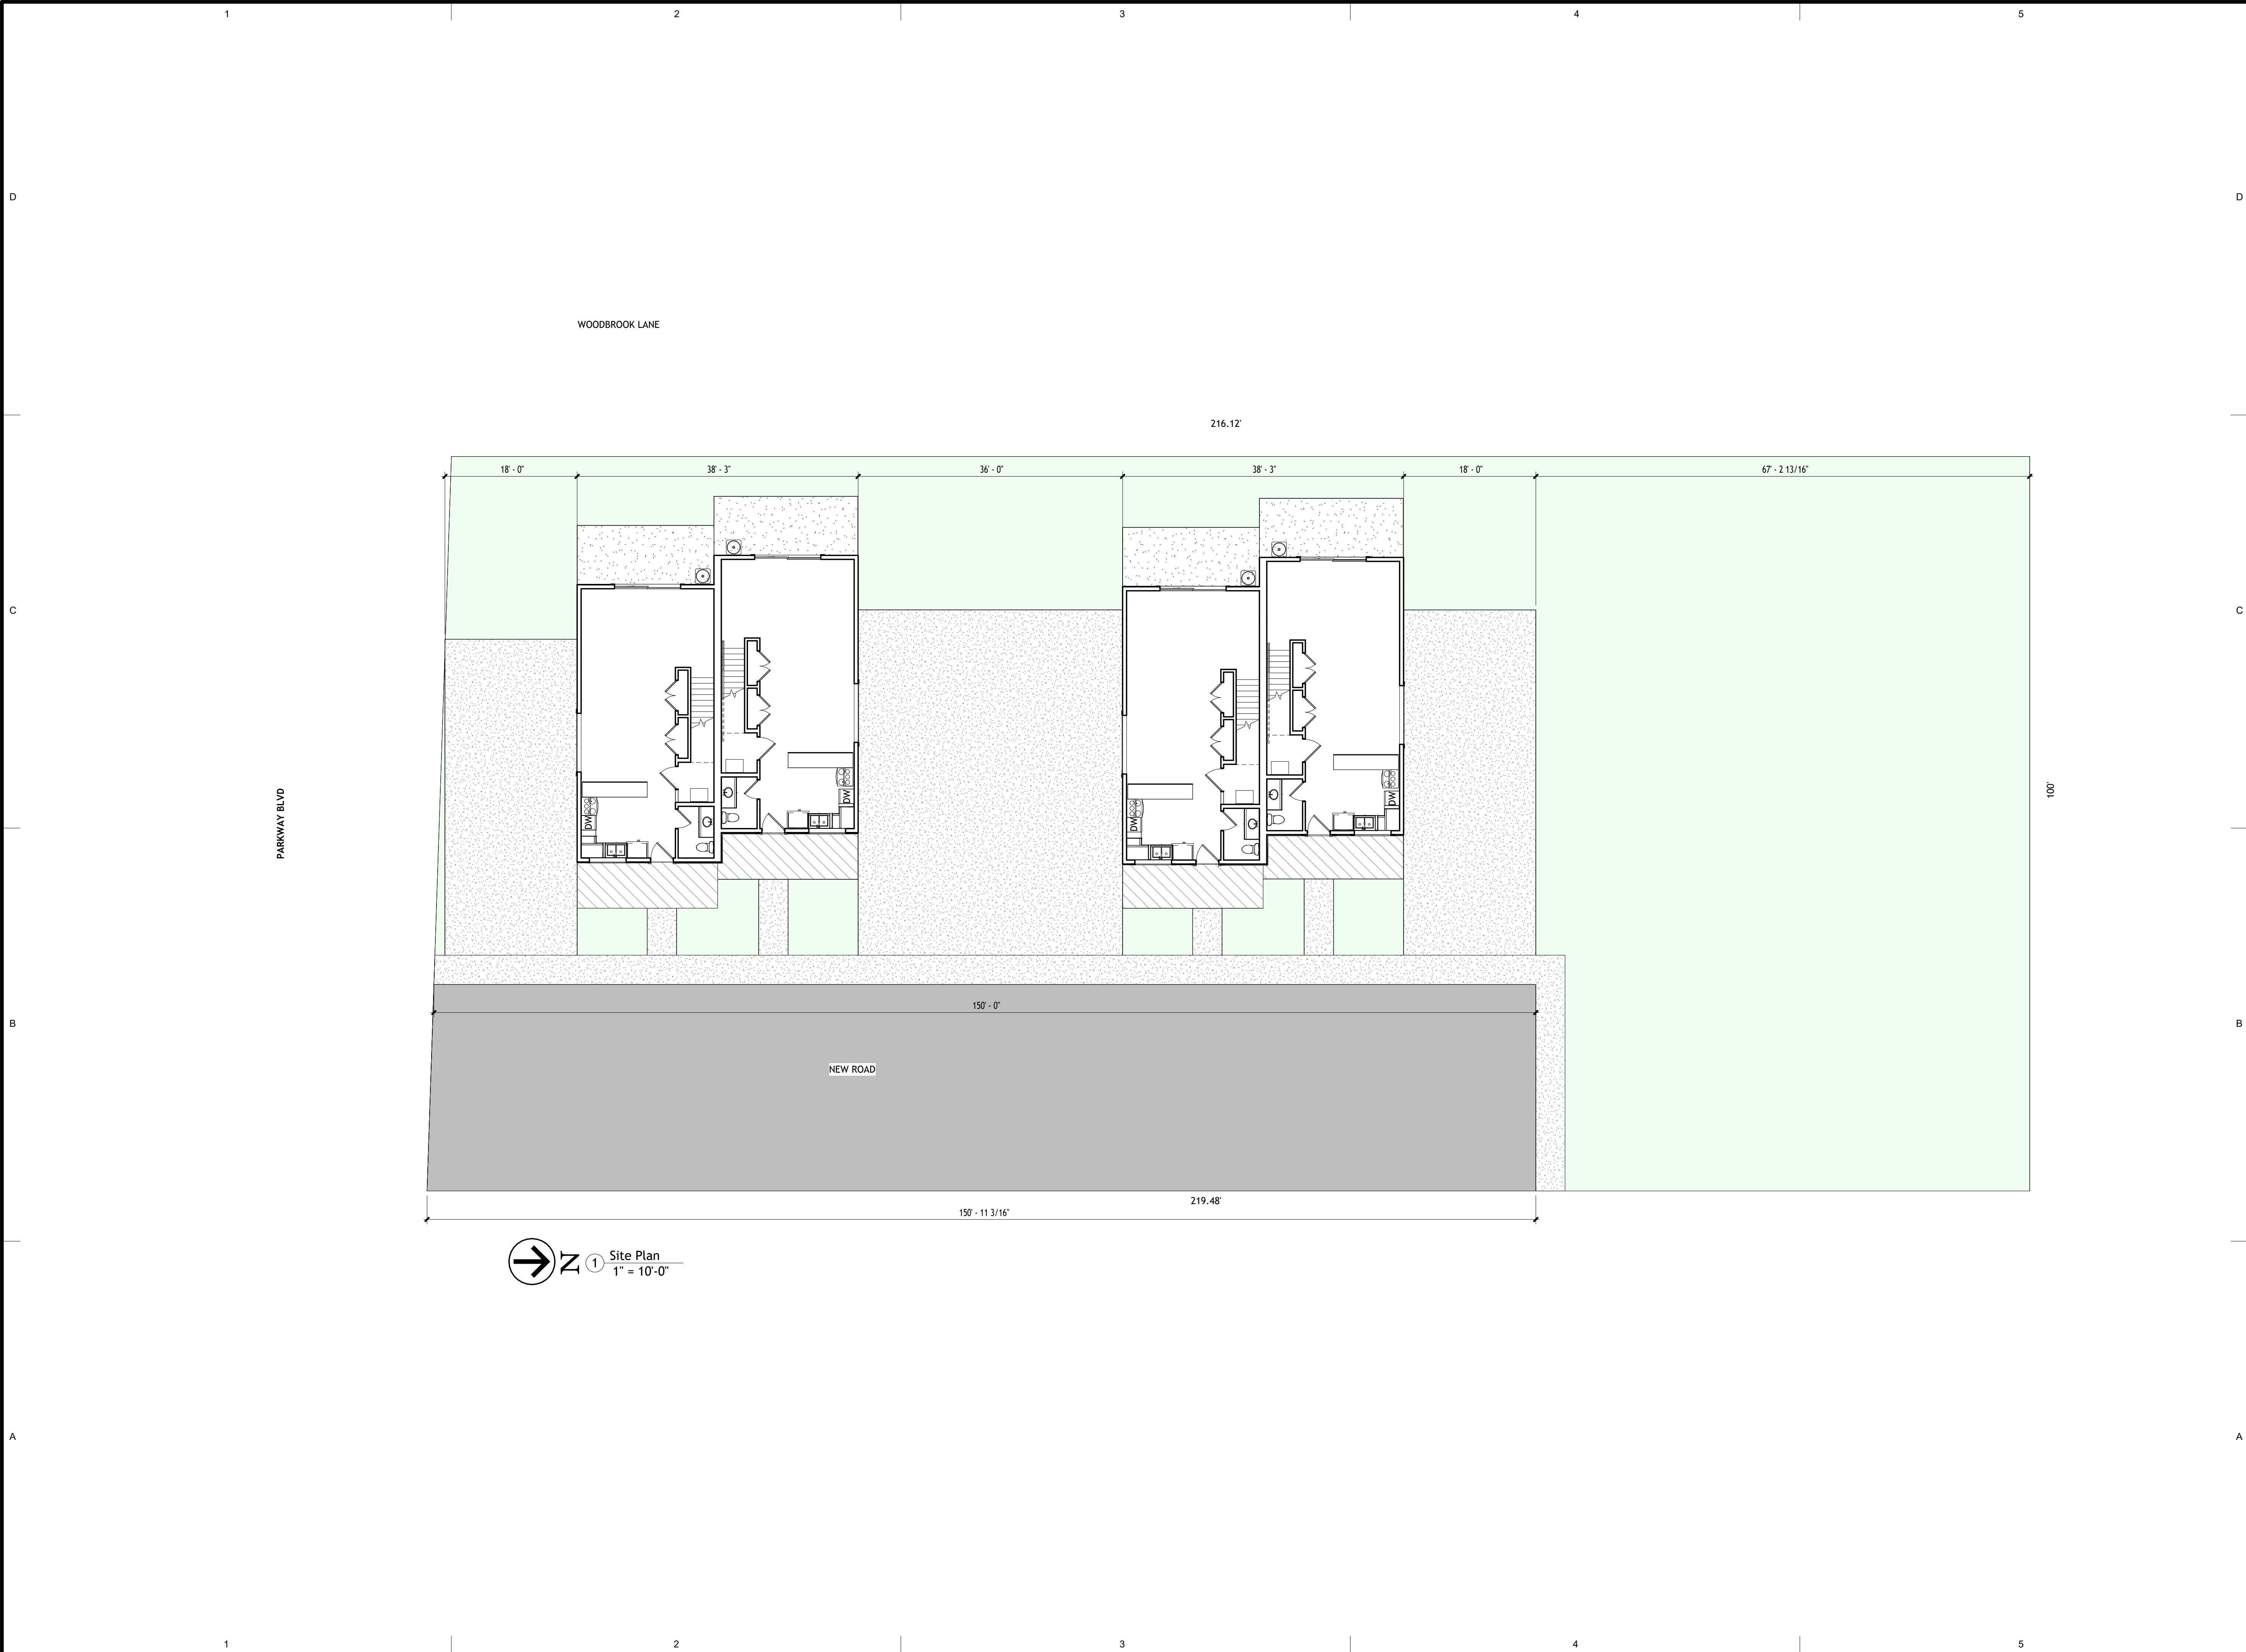 1 2 3 4 5
D D
WOODBROOK LANE
216.12'
18' - 0" 38' - 3" 36' - 0" 38' - 3" 18' - 0" 67' - 2 13/16"
C C
PARKWAY BLVD
100'
DW DW DW DW
150' - 0"
B B
NEW ROAD
219.48'
150' - 11 3/16"
N 1 Site Plan
1" = 10'-0"
A A
1 2 3 4 5